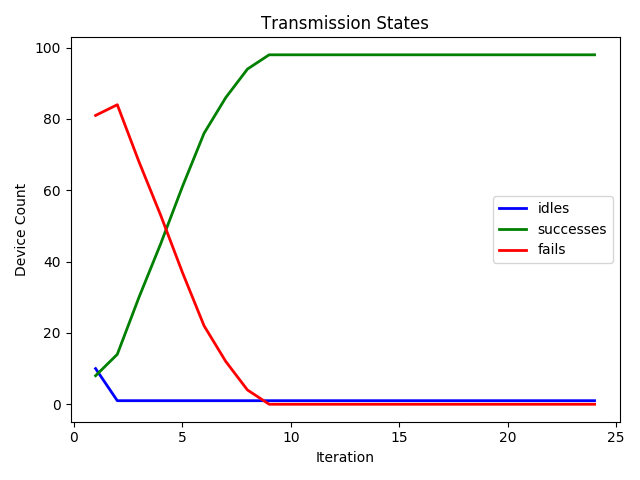 Transmission States
Device Count
100
80
60
40
20
0
idles
successes
fails
0 5 10 15 20 25
Iteration